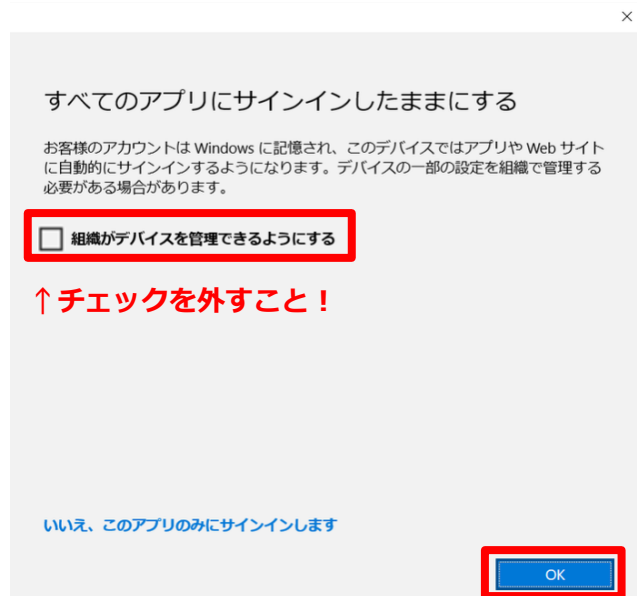 すべてのアプリにサインインしたままにする
お客様のアカウントは Windows に記憶され、このデバイスではアプリや Web サイト
に自動的にサインインするようになります。デバイスの一部の設定を組織で管理する
必要がある場合があります。
組織がデバイスを管理できるようにする
↑チェックを外すこと！
いいえ、このアプリのみにサインインします
OK